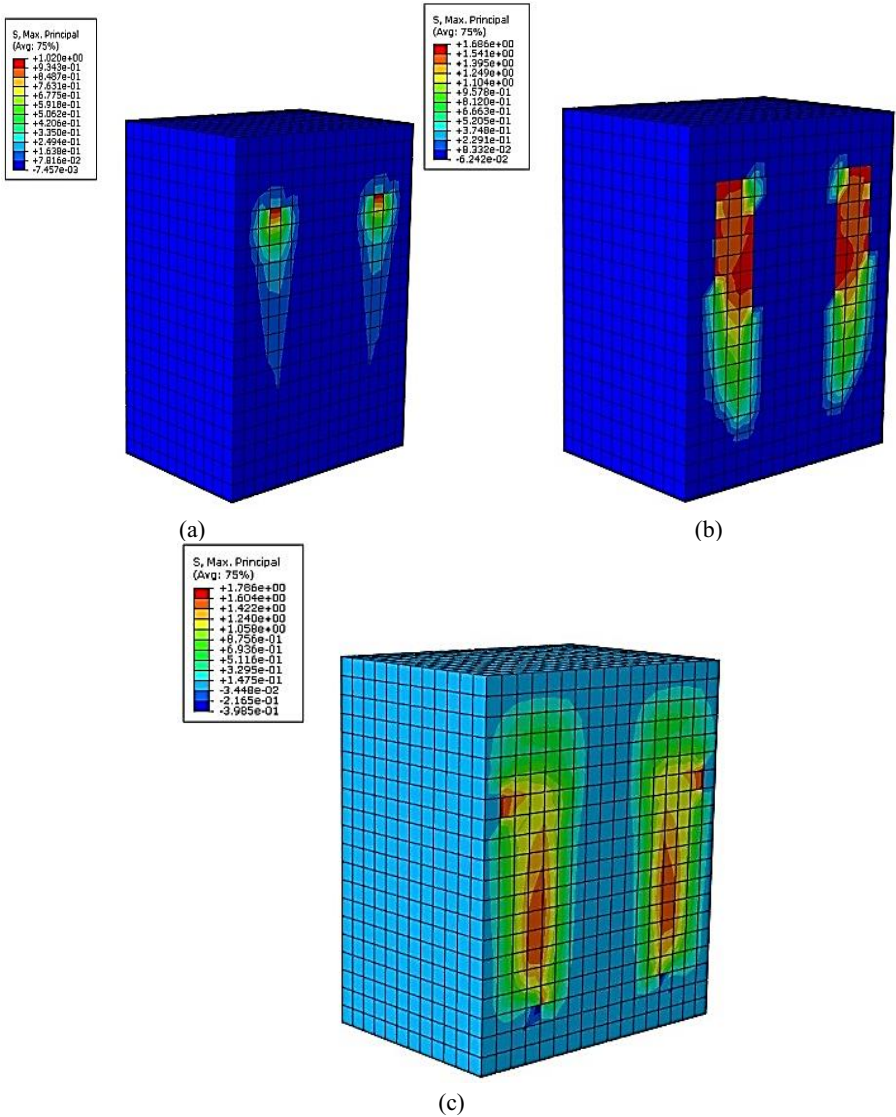 S, Max. Principal
(Avg: 75%)
+1.020e+00
+9.343e-01
+8.487e-01
+7.631e-01
+6.775e-01
+5.918e-01
+5.062e-01
+4.206e-01
+3.350e-01
+2.494e-01
+1.638e-01
+7.816e-02
-7.457e-03
S, Max. Principal
(Avg: 75%)
+1.686e+00
+1.541e+00
+1.395e+00
+1.249e+00
+1.104e+00
+9.578e-01
+8.120e-01
+6.663e-01
+5.205e-01
+3.748e-01
+2.291e-01
+8.332e-02
-6.242e-02
(a)
(b)
S, Max. Principal
(Avg: 75%)
+1.786e+00
+1.604e+00
+1.422e+00
+1.240e+00
+1.058e+00
+8.756e-01
+6.936e-01
+5.116e-01
+3.295e-01
+1.475e-01
-3.448e-02
-2.165e-01
-3.985e-01
(c)